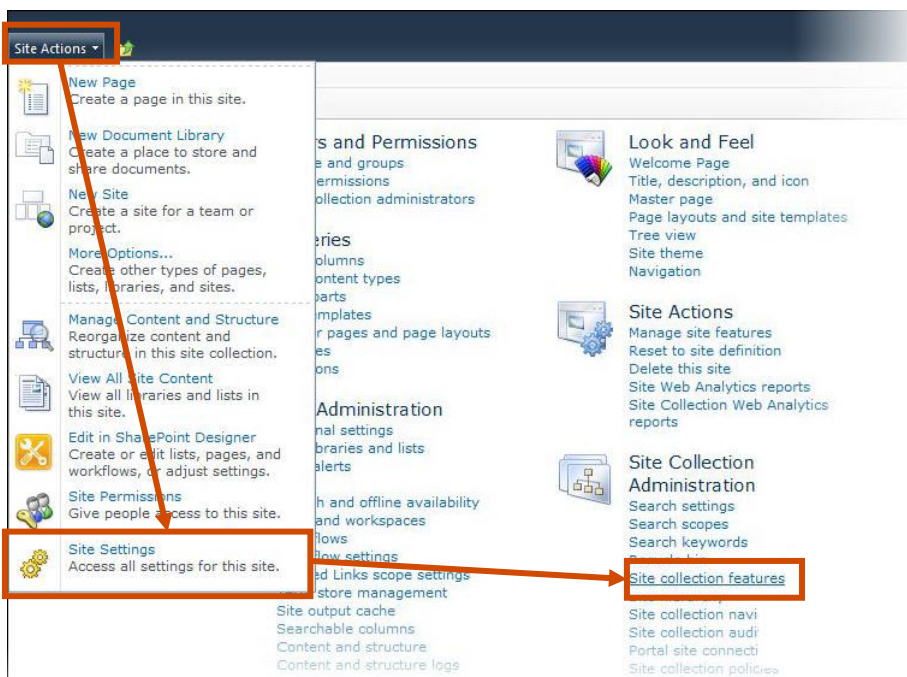 Site Actions
New Page
Create a page in this site.
New Document Library
Create a place to store and
share documents.
New Site
Create a site for a team or
project.
More Options...
Create other types of pages,
lists, libraries, and sites.
Manage Content and Structure
Reorganize content and
structure in this site collection.
View All Site Content
View all libraries and lists in
this site.
Edit in SharePoint Designer
Create or edit lists, pages, and
workflows, or adjust settings.
Site Permissions
Give people access to this site.
Site Settings
Access all settings for this site.
rs and Permissions
e and groups
ermissions
ollection administrators
eries
olumns
ontent types
parts
mplates
r pages and page layouts
es
ons
Administration
nal settings
braries and lists
alerts
h and offline availability
and workspaces
flows
flow settings
ed Links scope settings
store management
Site output cache
Searchable columns
Content and structure
Content and structure logs
Look and Feel
Welcome Page
Title, description, and icon
Master page
Page layouts and site templates
Tree view
Site theme
Navigation
Site Actions
Manage site features
Reset to site definition
Delete this site
Site Web Analytics reports
Site Collection Web Analytics
reports
Site Collection
Administration
Search settings
Search scopes
Search keywords
Site collection features
Site collection navi
Site collection audi
Portal site connecti
Site collection policies